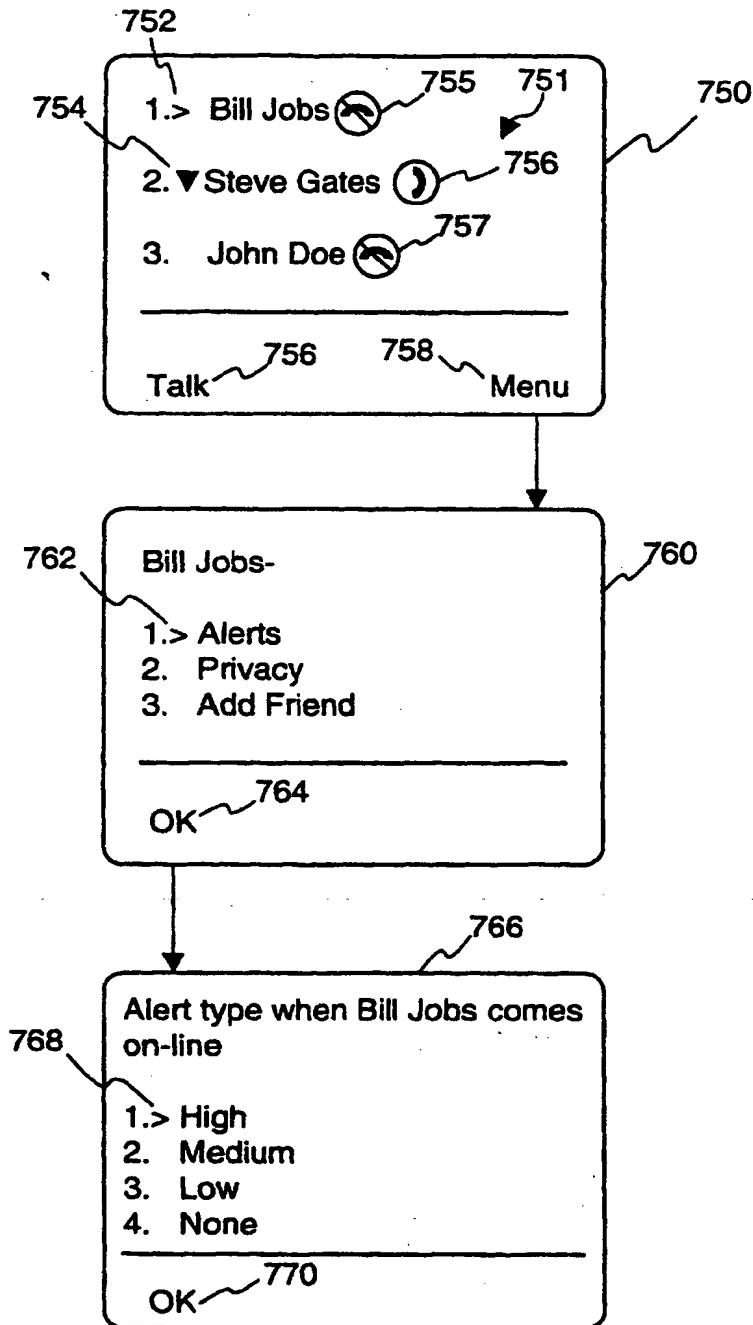 752
1.> Bill Jobs 755 751
754 750
2.▼Steve Gates 756
757
3. John Doe
756 758
Talk Menu
762 Bill Jobs- 760
1.> Alerts
2. Privacy
3. Add Friend
764
OK
766
Alert type when Bill Jobs comes
768 on-line
1.> High
2. Medium
3. Low
4. None
770
OK